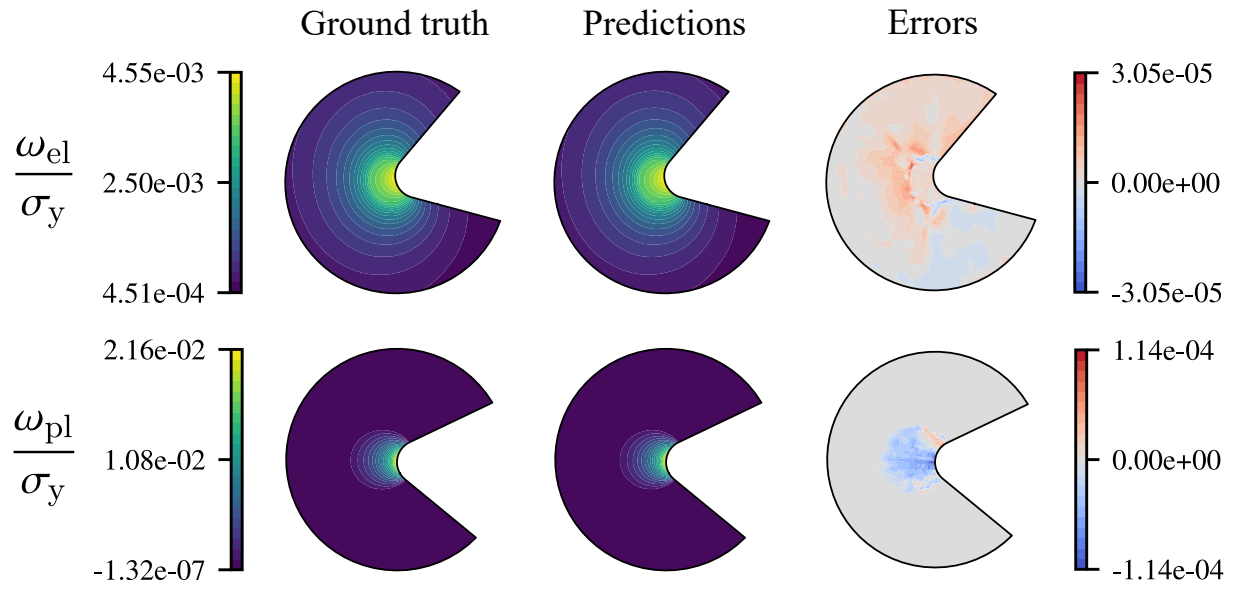 Ground truth Predictions Errors
4.55e-03 3.05e-05
ω_el
2.50e-03 0.00e+00
σ_y
4.51e-04 -3.05e-05
2.16e-02 1.14e-04
ω_pl
1.08e-02 0.00e+00
σ_y
-1.32e-07 -1.14e-04